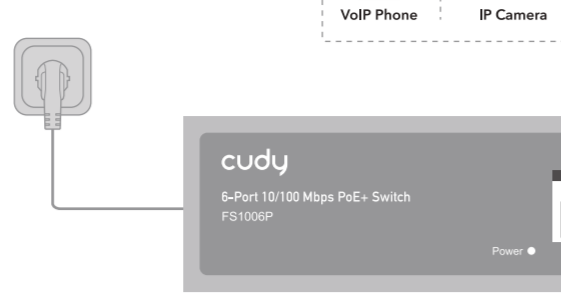 VoIP Phone
IP Camera
cudy
6-Port 10/100 Mbps PoE+ Switch
FS1006P
Power